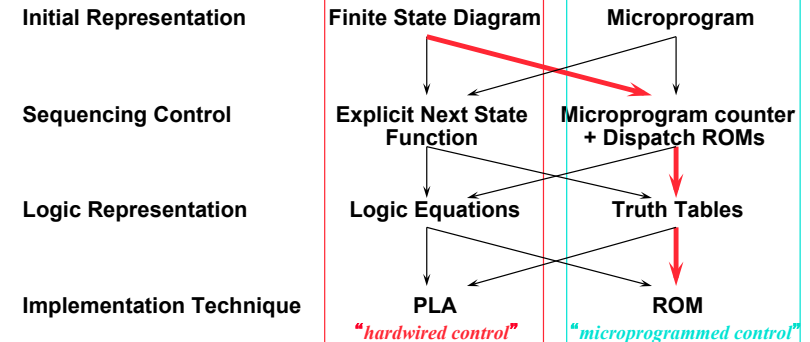 Initial Representation Finite State Diagram Microprogram
Sequencing Control Explicit Next State Microprogram counter
Function + Dispatch ROMs
Logic Representation Logic Equations Truth Tables
Implementation Technique PLA ROM
“hardwired control” “microprogrammed control”